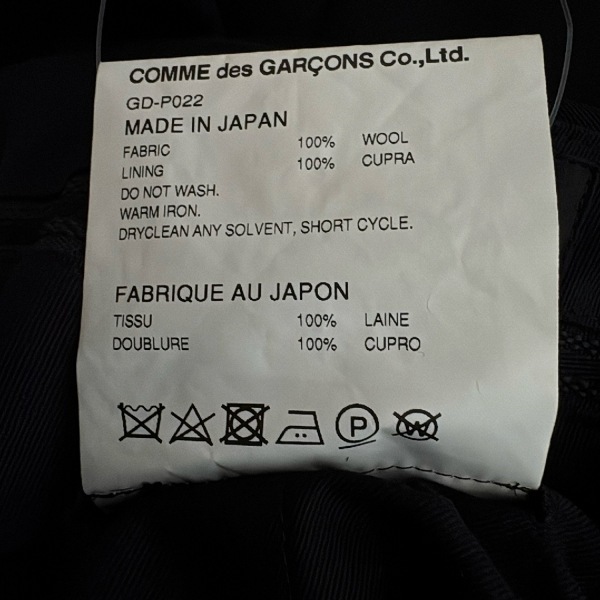 COMME des GARÇONS Co.,Ltd.
GD-P022
MADE IN JAPAN
FABRIC 100% WOOL
LINING 100% CUPRA
DO NOT WASH.
WARM IRON.
DRYCLEAN ANY SOLVENT, SHORT CYCLE.
FABRIQUE AU JAPON
TISSU 100% LAINE
DOUBLURE 100% CUPRO
P W